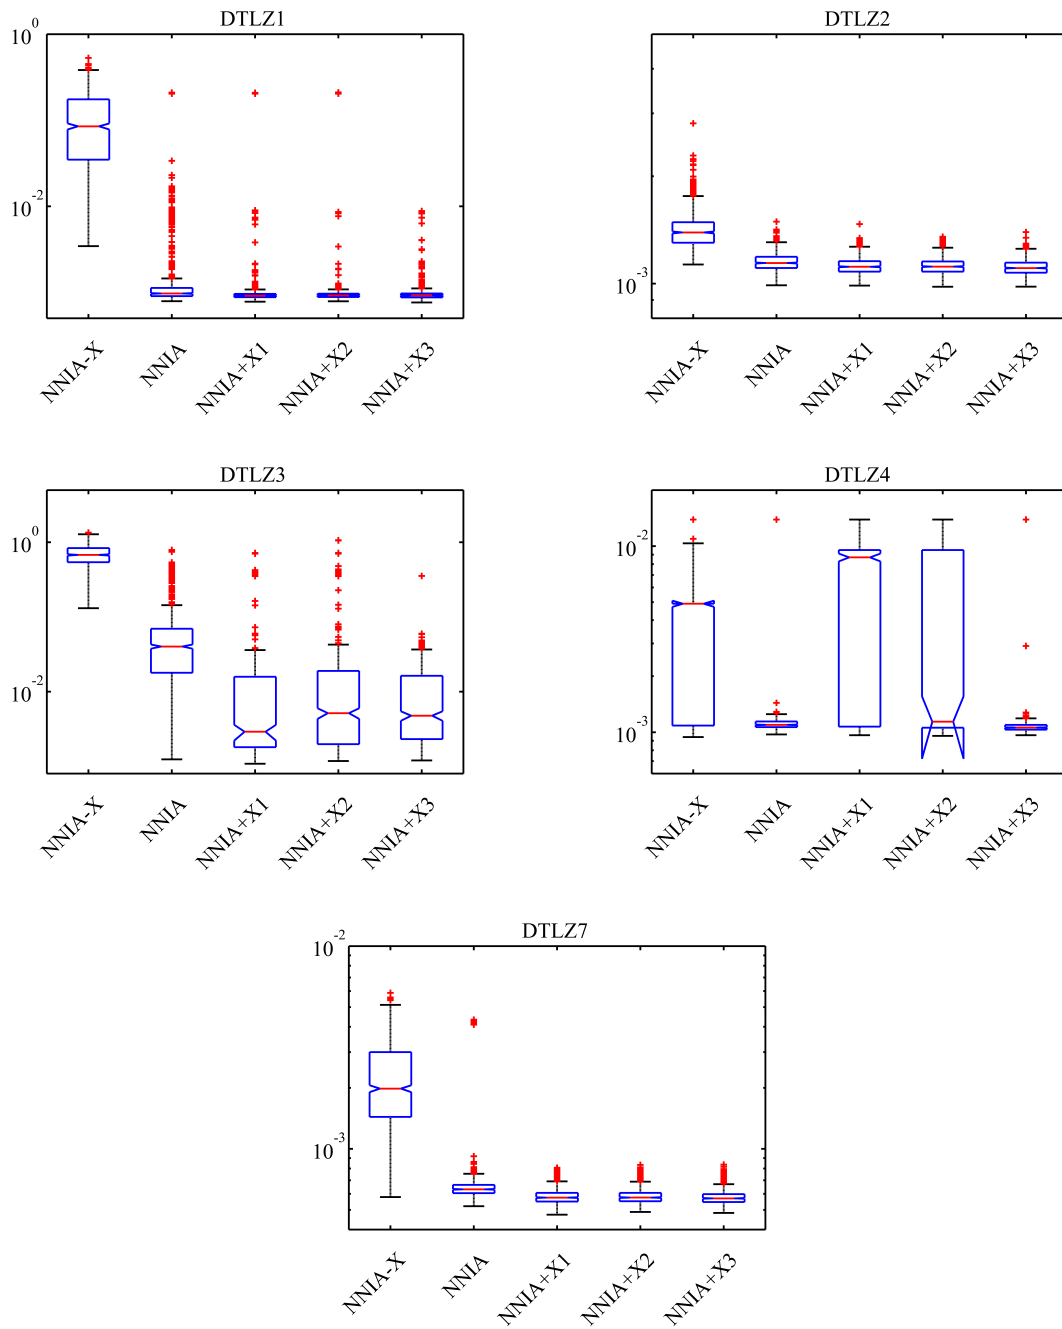 DTLZ1
10^0
10^-2
NNIA-X NNIA NNIA+X1 NNIA+X2 NNIA+X3
DTLZ2
10^-3
NNIA-X NNIA NNIA+X1 NNIA+X2 NNIA+X3
DTLZ3
10^0
10^-2
NNIA-X NNIA NNIA+X1 NNIA+X2 NNIA+X3
DTLZ4
10^-2
10^-3
NNIA-X NNIA NNIA+X1 NNIA+X2 NNIA+X3
DTLZ7
10^-2
10^-3
NNIA-X NNIA NNIA+X1 NNIA+X2 NNIA+X3